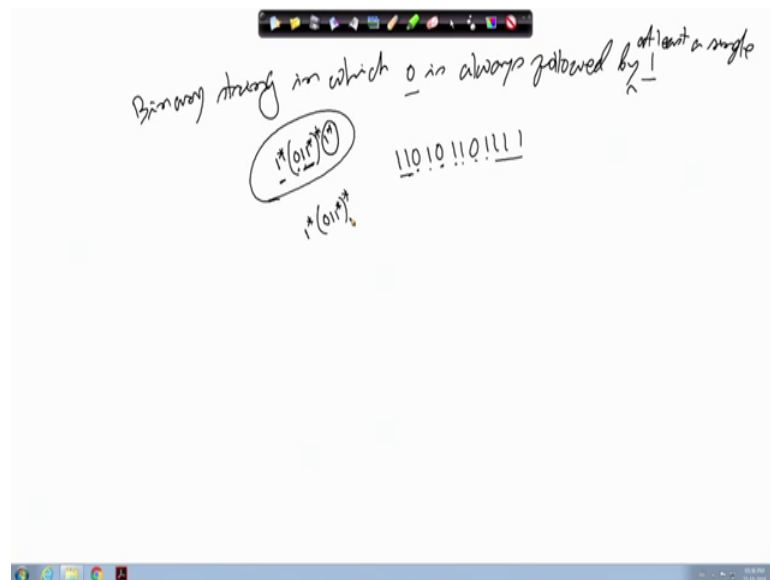 Binary string in which 0 is always followed by at least a single 1
1*(011*)*1* 110101101111
1*(011*)*